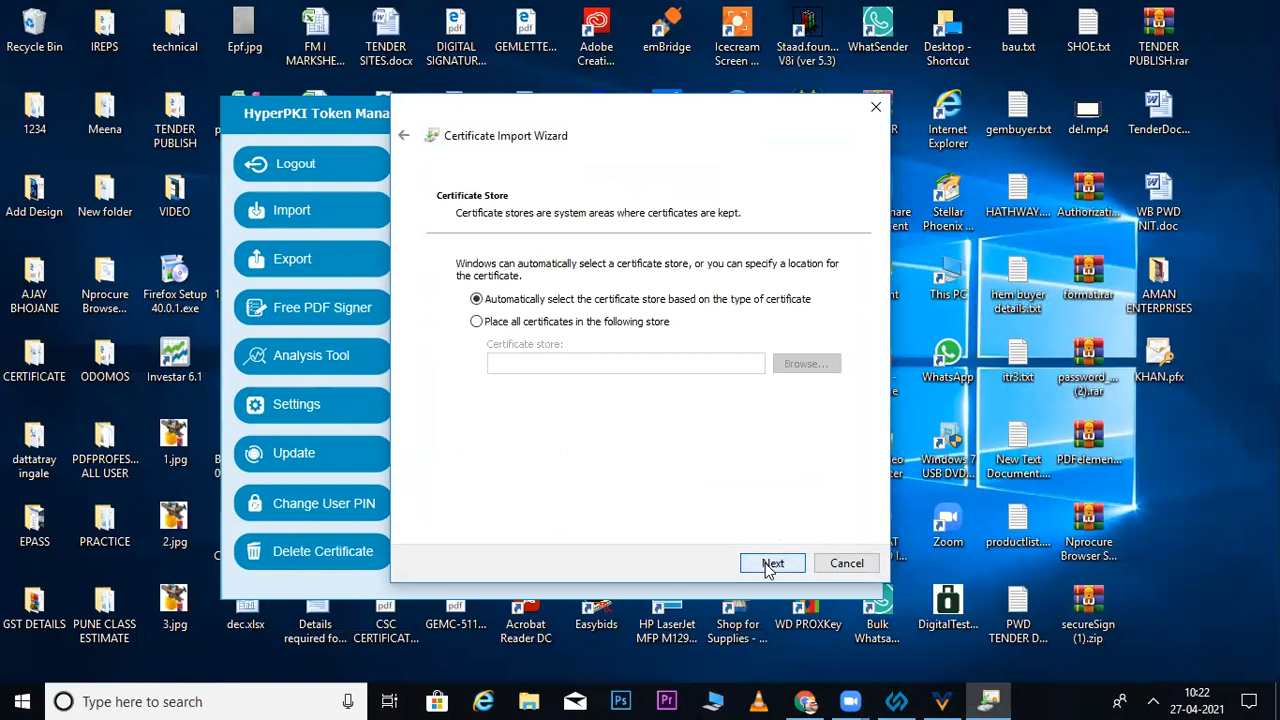 Recycle Bin
IREPS
technical
Epf.jpg
FM I
MARKSHE...
TENDER
SITES.docx
DIGITAL
SIGNATUR...
GEMLETTE...
Adobe
Creati...
emBridge
Icecream
Screen ...
Staad.foun...
V8i (ver 5.3)
WhatSender
Desktop -
Shortcut
bau.txt
SHOE.txt
TENDER
PUBLISH.rar
1234
Meena
TENDER
PUBLISH
Internet
Explorer
gembuyer.txt
del.mp4
TenderDoc...
Add Design
New folder
VIDEO
Stellar
Phoenix ...
HATHWAY....
Authorizati...
WB PWD
NIT.doc
AJAY
BHOJANE
Nprocure
Browse...
Firefox Setup
40.0.1.exe
This PC
hem buyer
details.txt
format.rar
AMAN
ENTERPRISES
CERTIFICATE
ODOMOS
Investar 6.1
WhatsApp
itr3.txt
password_...
(2).rar
KHAN.pfx
dattatray
ingale
PDFPROFES...
ALL USER
1.jpg
Windows 7
USB DVD...
New Text
Document....
PDFelemen...
EPASS
PRACTICE
2.jpg
Zoom
productlist....
Nprocure
Browser S...
GST DETAILS
PUNE CLASS
ESTIMATE
3.jpg
dec.xlsx
Details
required fo...
CSC
CERTIFICAT...
GEMC-511...
Acrobat
Reader DC
Easybids
HP LaserJet
MFP M129...
Shop for
Supplies - ...
WD PROXKey
Bulk
Whatsa...
DigitalTest...
PWD
TENDER D...
secureSign
(1).zip
HyperPKI Token Mana
Logout
Import
Export
Free PDF Signer
Analysis Tool
Settings
Update
Change User PIN
Delete Certificate
Certificate Import Wizard
Certificate Store
Certificate stores are system areas where certificates are kept.
Windows can automatically select a certificate store, or you can specify a location for
the certificate.
Automatically select the certificate store based on the type of certificate
Place all certificates in the following store
Certificate store:
Browse...
Next
Cancel
Type here to search
Ps
Pr
10:22
27-04-2021